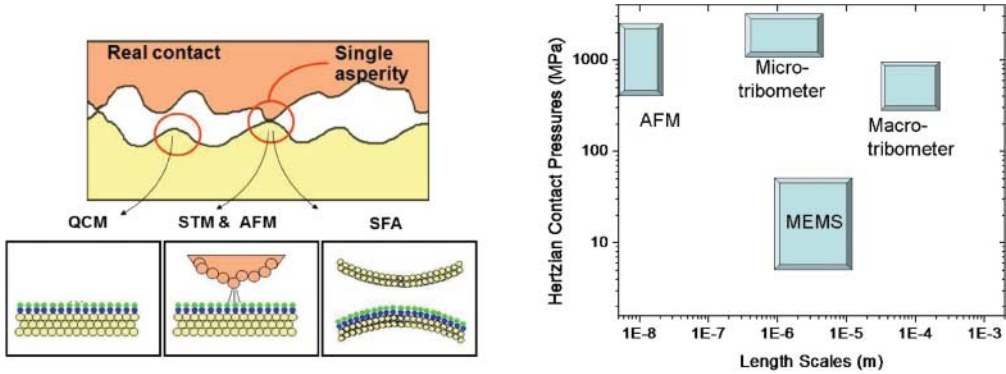 Real contact
Single
asperity
QCM
STM & AFM
SFA
Hertzian Contact Pressures (MPa)
1000
100
10
AFM
Micro-
tribometer
Macro-
tribometer
MEMS
1E-8 1E-7 1E-6 1E-5 1E-4 1E-3
Length Scales (m)